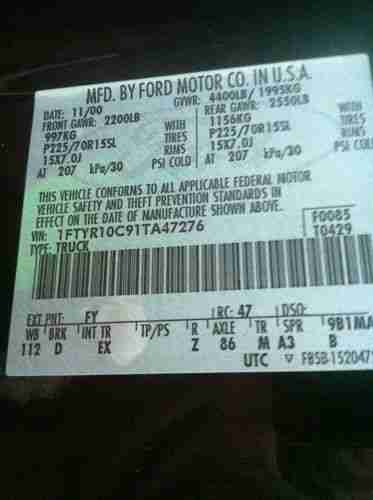 MFD. BY FORD MOTOR CO. IN U.S.A.
DATE: 11/00 GVWR: 4400LB/ 1995KG
FRONT GAWR: 2200LB REAR GAWR: 2550LB
997KG WITH 1156KG WITH
P225/70R15SL TIRES P225/70R15SL TIRES
15X7.0J RIMS 15X7.0J RIMS
AT 207 kPa/30 PSI COLD AT 207 kPa/30 PSI COL
THIS VEHICLE CONFORMS TO ALL APPLICABLE FEDERAL MOTOR
VEHICLE SAFETY AND THEFT PREVENTION STANDARDS IN
EFFECT ON THE DATE OF MANUFACTURE SHOWN ABOVE.
VIN: 1FTYR10C91TA47276 F0085
TYPE: TRUCK T0429
EXT PNT: FY RC: 47 DSO:
WB BRK INT TR TP/PS R AXLE TR SPR 9B1MA
112 D EX Z 86 M A3 B
UTC F85B-152047